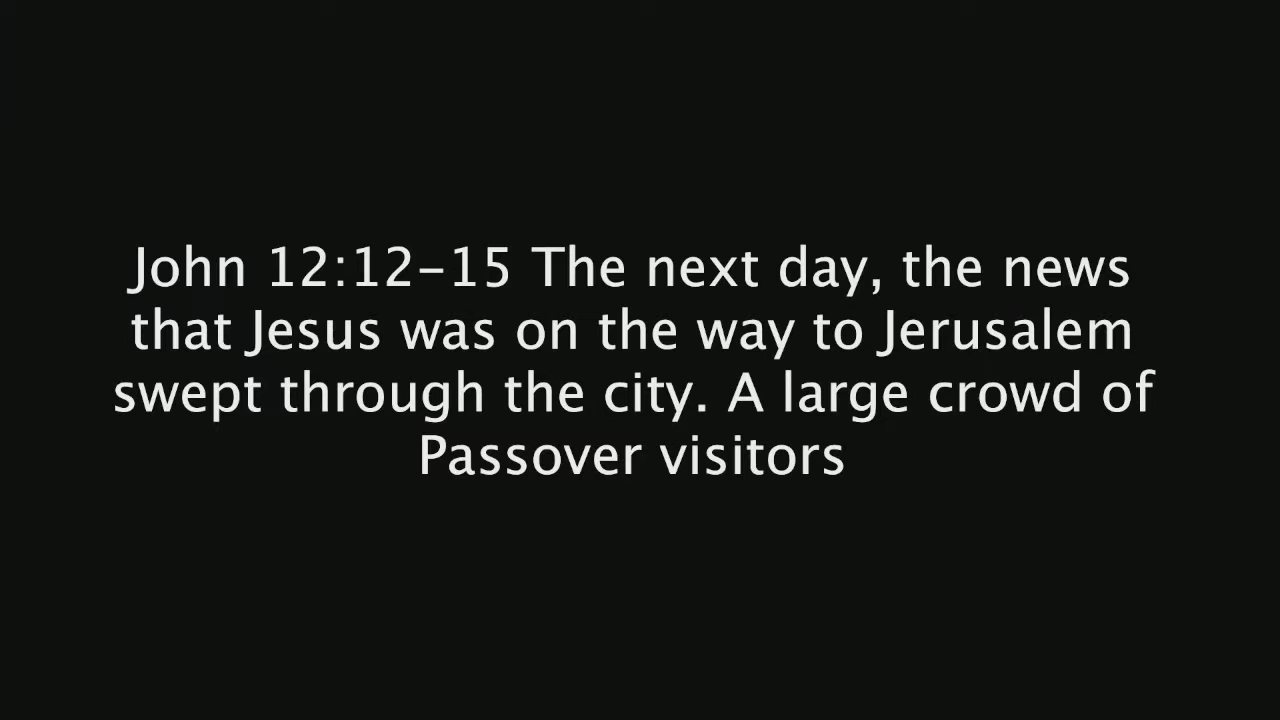 John 12:12-15 The next day, the news
that Jesus was on the way to Jerusalem
swept through the city. A large crowd of
Passover visitors